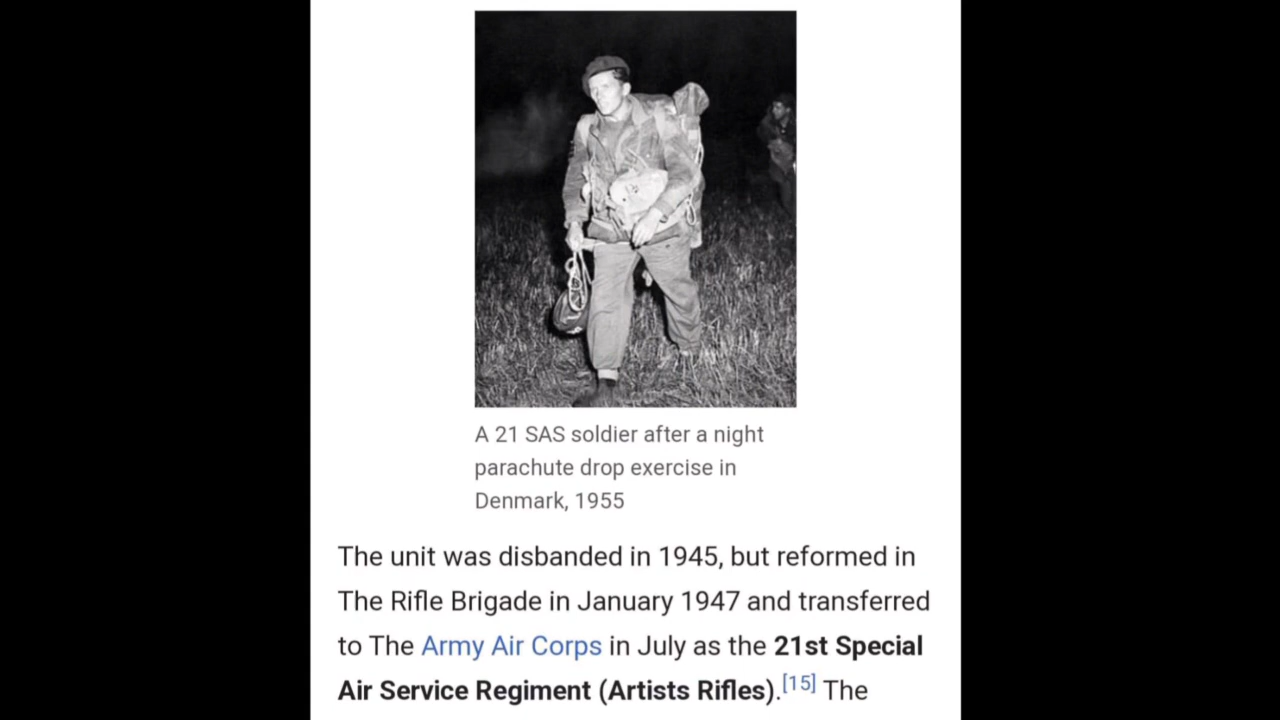 A 21 SAS soldier after a night
parachute drop exercise in
Denmark, 1955
The unit was disbanded in 1945, but reformed in
The Rifle Brigade in January 1947 and transferred
to The Army Air Corps in July as the 21st Special
Air Service Regiment (Artists Rifles).[15] The